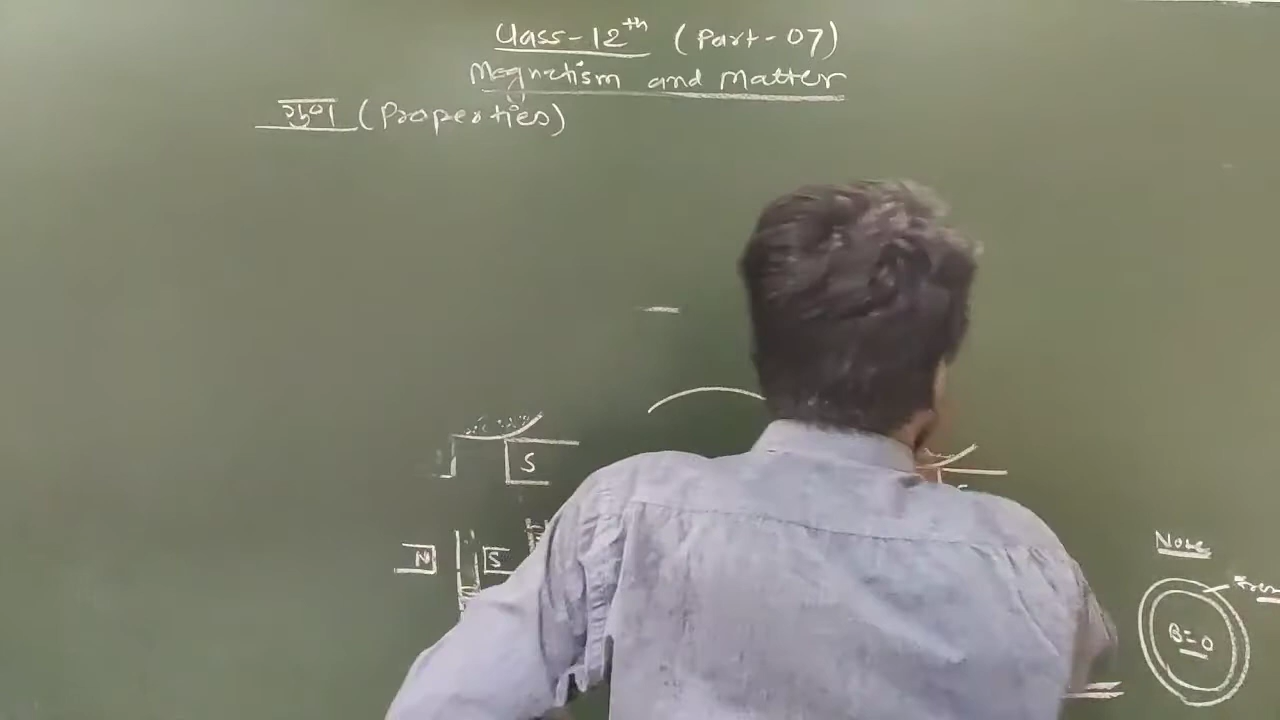 Class-12th (Part-07)
Magnetism and Matter
गुण (Properties)
S
N
S
Note
B=0